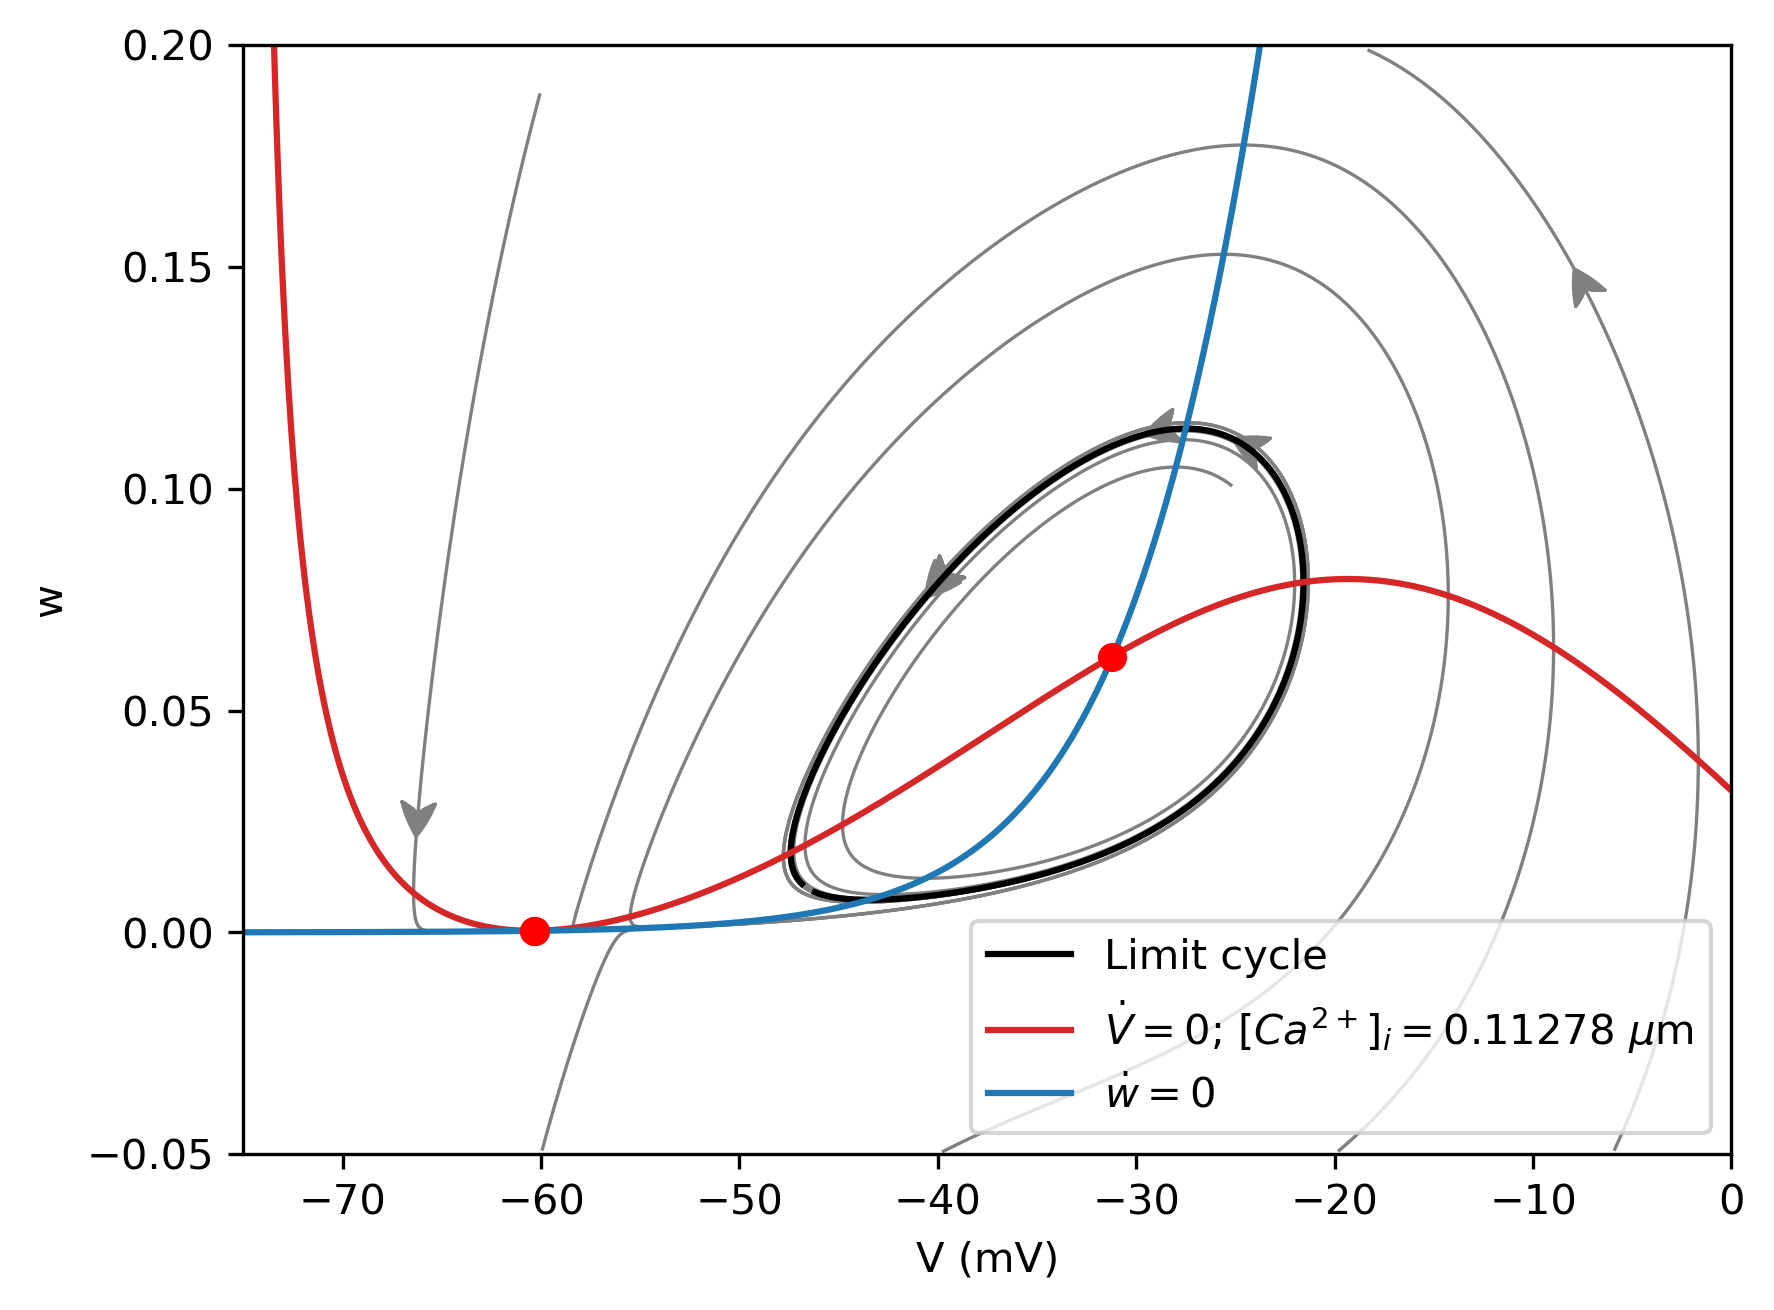 0.20
0.15
0.10
0.05
0.00
−0.05
w
−70 −60 −50 −40 −30 −20 −10 0
V (mV)
Limit cycle
V̇ = 0; [Ca²⁺]ᵢ = 0.11278 μm
ẇ = 0